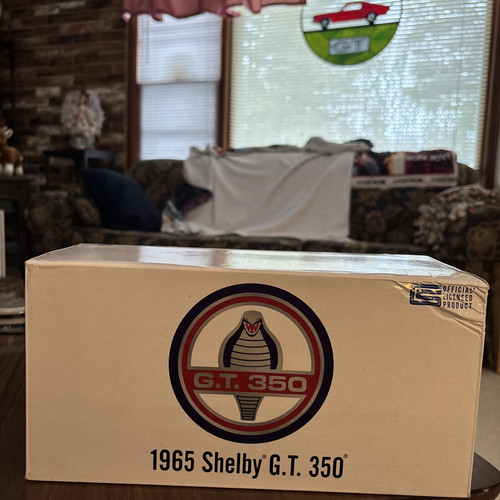 OFFICIAL
LICENSED
PRODUCT
G.T. 350
1965 Shelby® G.T. 350®